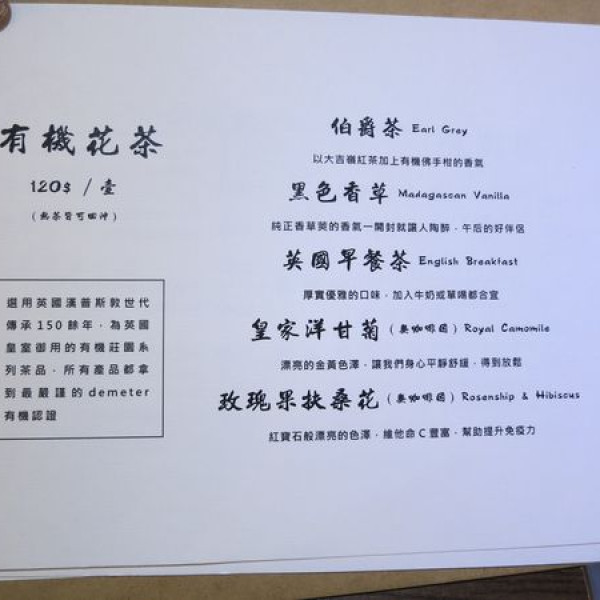 有機花茶
120$ / 壹
(熱茶皆可回沖)
選用英國漢普斯敦世代
傳承150餘年，為英國
皇室御用的有機莊園系
列茶品，所有產品都拿
到最嚴謹的demeter
有機認證
伯爵茶 Earl Grey
以大吉嶺紅茶加上有機佛手柑的香氣
黑色香草 Madagascan Vanilla
純正香草莢的香氣一開封就讓人陶醉，午后的好伴侶
英國早餐茶 English Breakfast
厚實優雅的口味，加入牛奶或單喝都合宜
皇家洋甘菊 (無咖啡因) Royal Camomile
漂亮的金黃色澤，讓我們身心平靜舒緩，得到放鬆
玫瑰果扶桑花 (無咖啡因) Rosenship & Hibiscus
紅寶石般漂亮的色澤，維他命C豐富，幫助提升免疫力